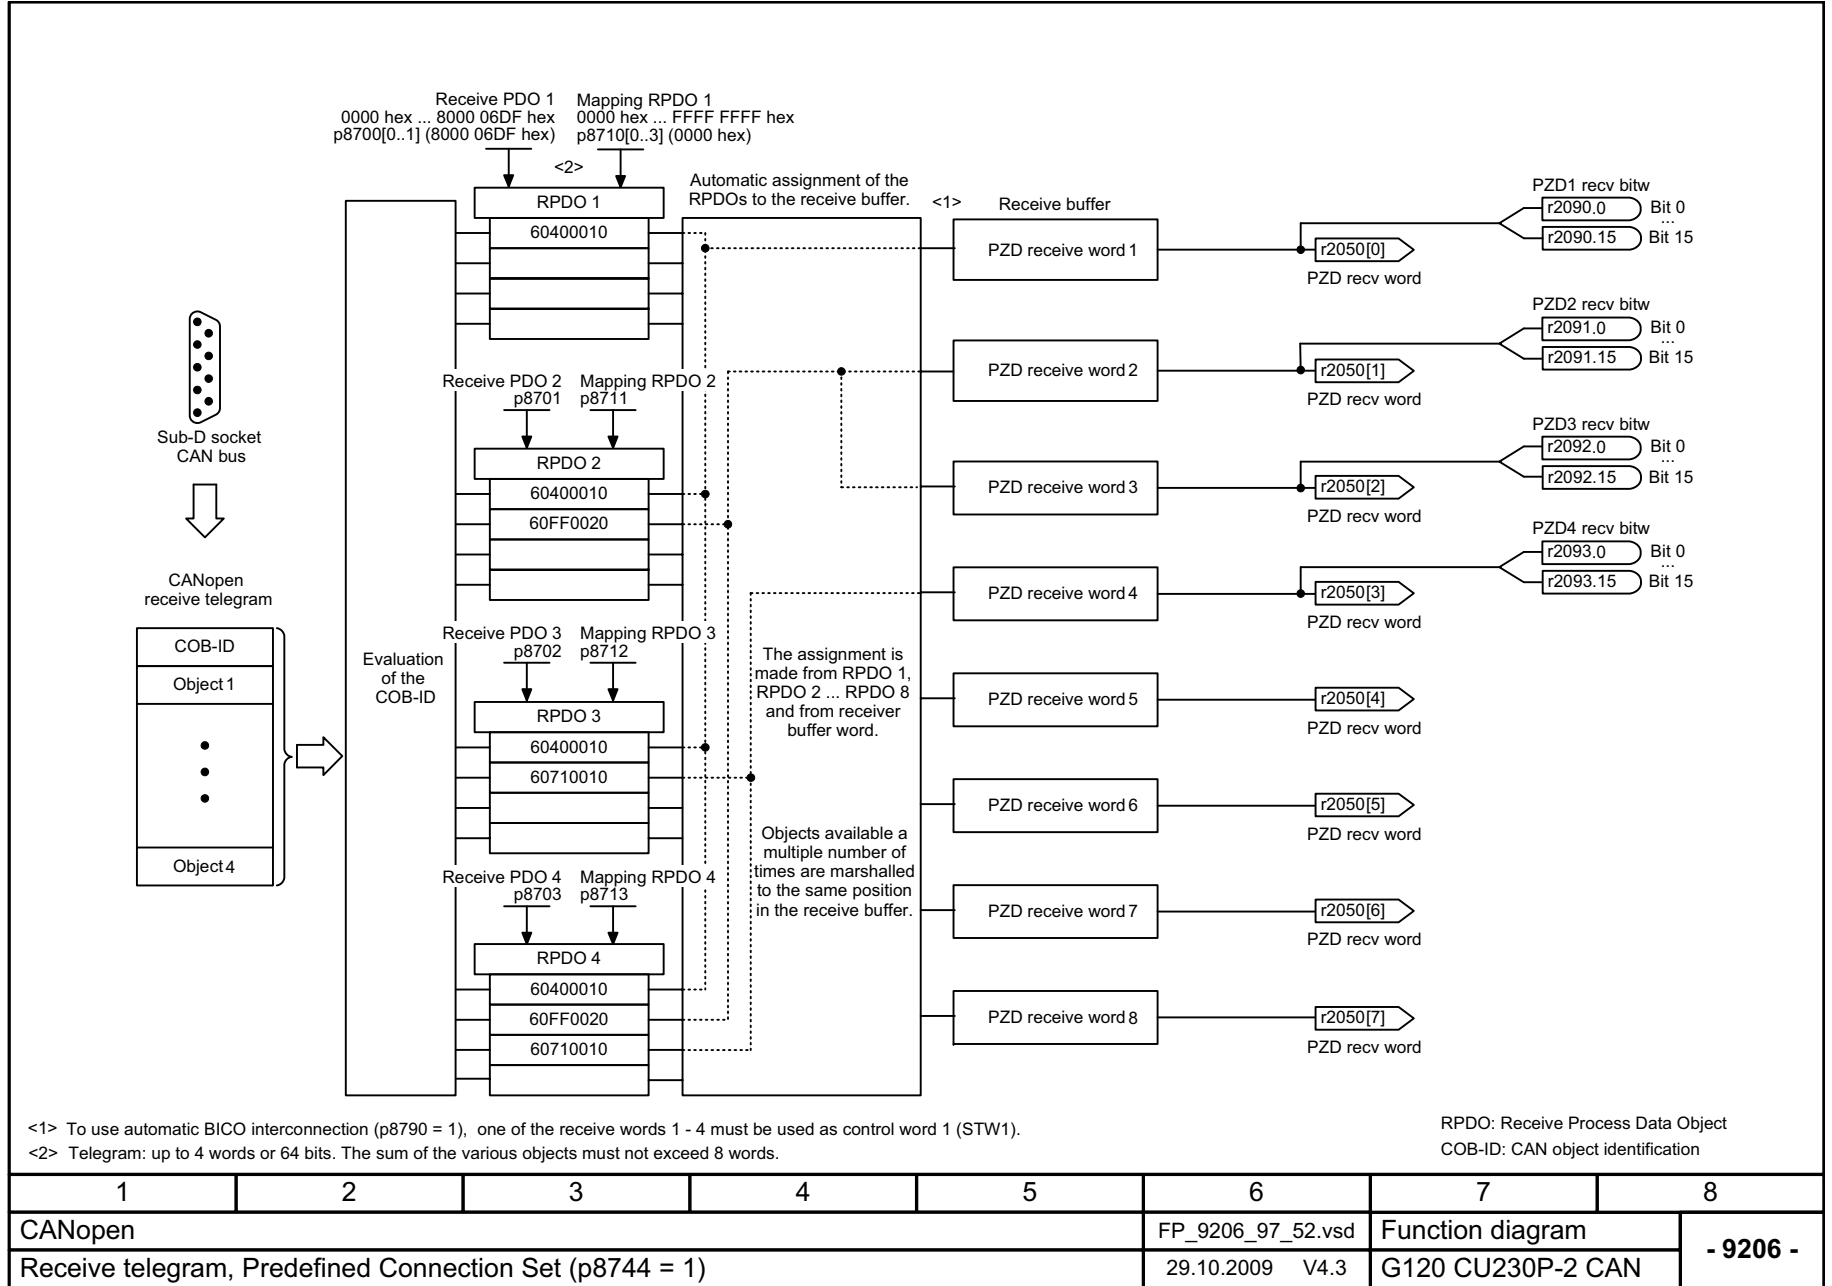 Receive PDO 1
0000 hex ... 8000 06DF hex
p8700[0..1] (8000 06DF hex)
Mapping RPDO 1
0000 hex ... FFFF FFFF hex
p8710[0..3] (0000 hex)
<2>
RPDO 1
60400010
Automatic assignment of the
RPDOs to the receive buffer.
<1>
Receive buffer
PZD receive word 1
r2050[0]
PZD recv word
PZD1 recv bitw
r2090.0
Bit 0
...
r2090.15
Bit 15
PZD receive word 2
r2050[1]
PZD recv word
PZD2 recv bitw
r2091.0
Bit 0
...
r2091.15
Bit 15
Sub-D socket
CAN bus
Receive PDO 2
p8701
Mapping RPDO 2
p8711
RPDO 2
60400010
60FF0020
PZD receive word 3
r2050[2]
PZD recv word
PZD3 recv bitw
r2092.0
Bit 0
...
r2092.15
Bit 15
PZD receive word 4
r2050[3]
PZD recv word
PZD4 recv bitw
r2093.0
Bit 0
...
r2093.15
Bit 15
CANopen
receive telegram
COB-ID
Object 1
Object 4
Evaluation
of the
COB-ID
Receive PDO 3
p8702
Mapping RPDO 3
p8712
RPDO 3
60400010
60710010
The assignment is
made from RPDO 1,
RPDO 2 ... RPDO 8
and from receiver
buffer word.
PZD receive word 5
r2050[4]
PZD recv word
PZD receive word 6
r2050[5]
PZD recv word
Objects available a
multiple number of
times are marshalled
to the same position
in the receive buffer.
Receive PDO 4
p8703
Mapping RPDO 4
p8713
RPDO 4
60400010
60FF0020
60710010
PZD receive word 7
r2050[6]
PZD recv word
PZD receive word 8
r2050[7]
PZD recv word
<1> To use automatic BICO interconnection (p8790 = 1), one of the receive words 1 - 4 must be used as control word 1 (STW1).
<2> Telegram: up to 4 words or 64 bits. The sum of the various objects must not exceed 8 words.
RPDO: Receive Process Data Object
COB-ID: CAN object identification
1 2 3 4 5 6 7 8
CANopen
FP_9206_97_52.vsd
Function diagram
- 9206 -
Receive telegram, Predefined Connection Set (p8744 = 1)
29.10.2009 V4.3
G120 CU230P-2 CAN